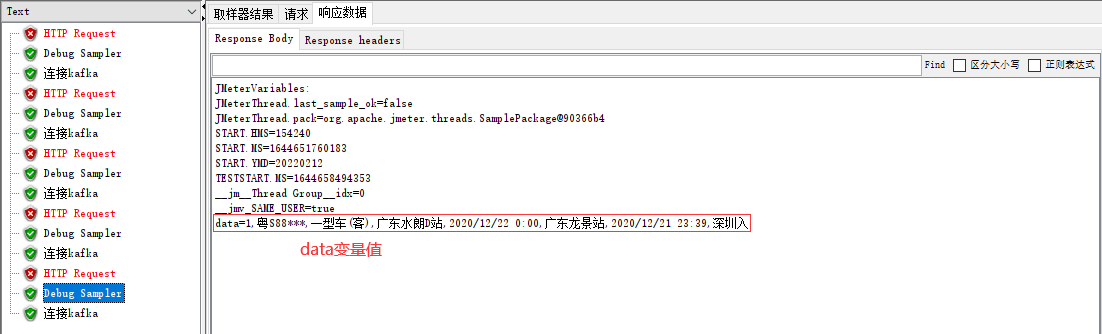 Text
HTTP Request
Debug Sampler
连接kafka
HTTP Request
Debug Sampler
连接kafka
HTTP Request
Debug Sampler
连接kafka
HTTP Request
Debug Sampler
连接kafka
HTTP Request
Debug Sampler
连接kafka
取样器结果 请求 响应数据
Response Body Response headers
Find 区分大小写 正则表达式
JMeterVariables:
JMeterThread.last_sample_ok=false
JMeterThread.pack=org.apache.jmeter.threads.SamplePackage@90366b4
START.HMS=154240
START.MS=1644651760183
START.YMD=20220212
TESTSTART.MS=1644658494353
__jm__Thread Group__idx=0
__jmv_SAME_USER=true
data=1,粤S88***,一型车(客),广东水朗D站,2020/12/22 0:00,广东龙景站,2020/12/21 23:39,深圳入
data变量值